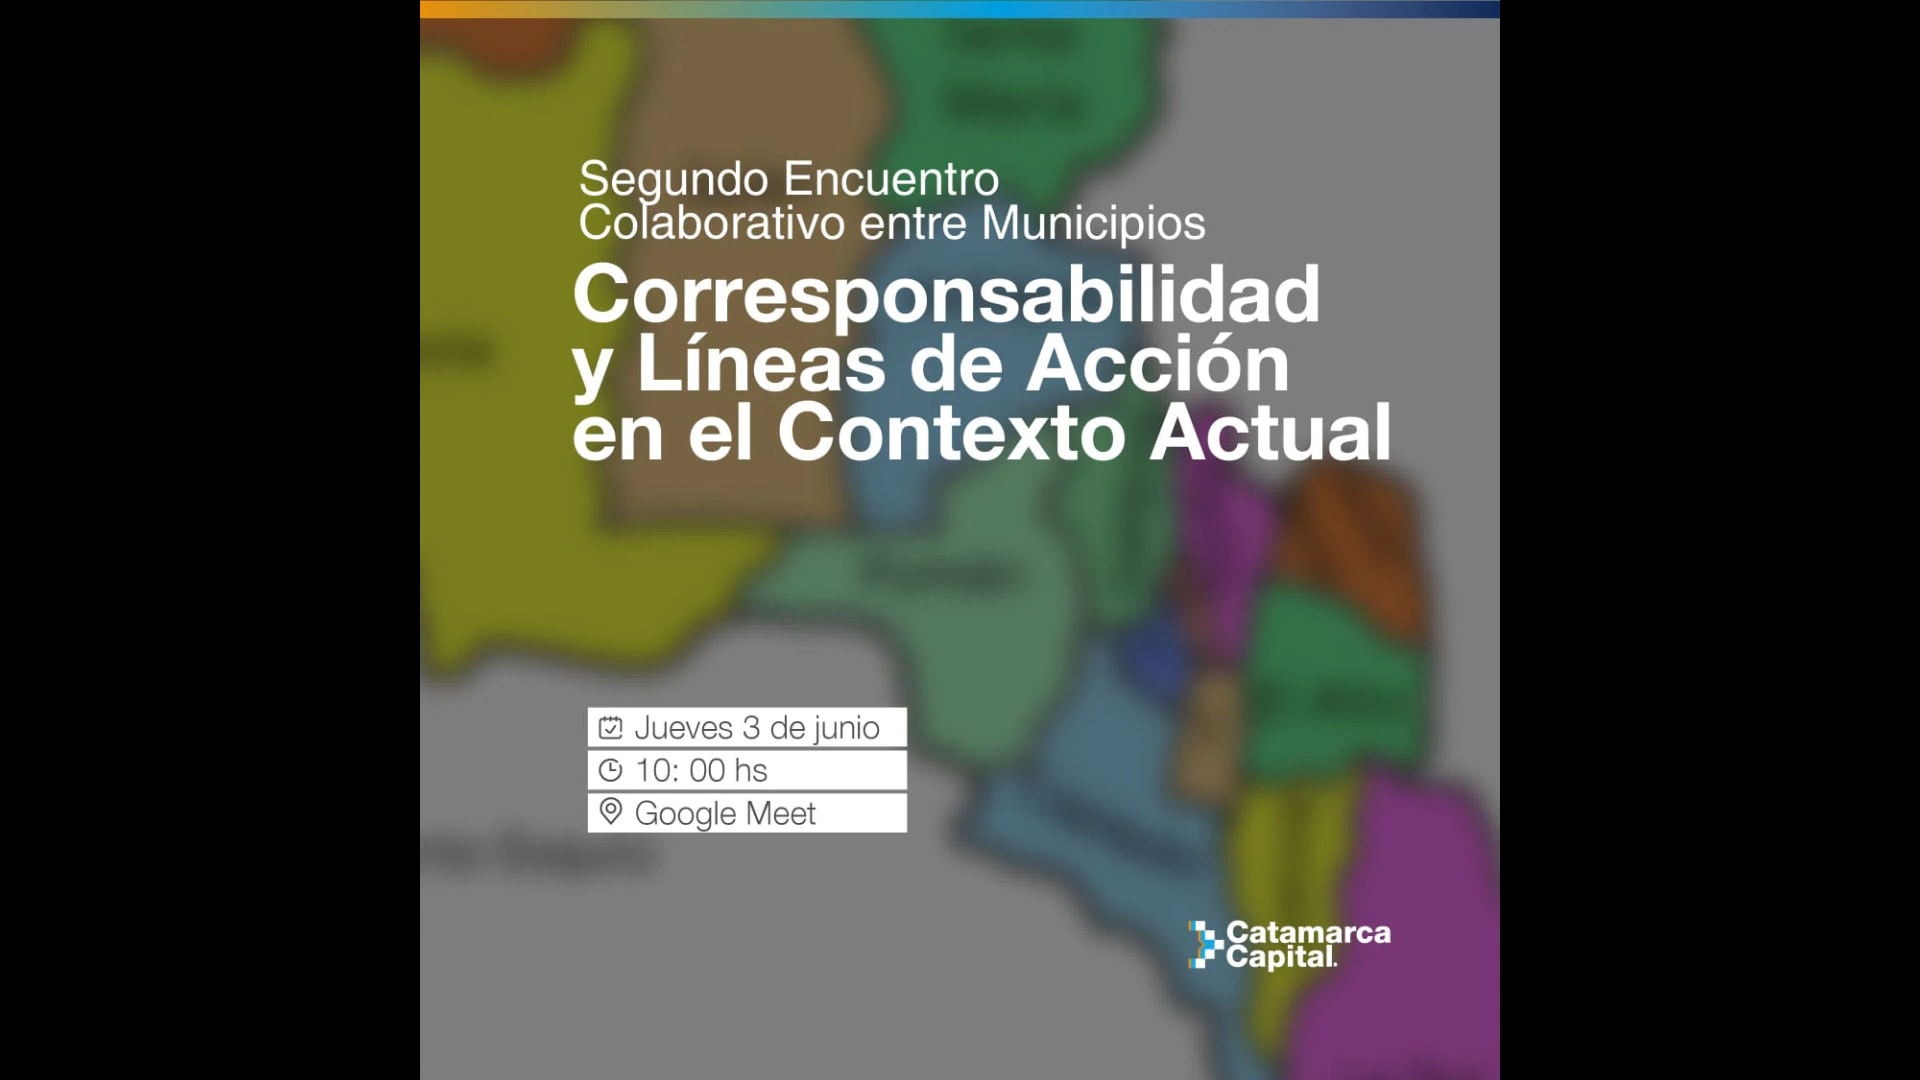 Segundo Encuentro
Colaborativo entre Municipios
Corresponsabilidad
y Líneas de Acción
en el Contexto Actual
Jueves 3 de junio
10: 00 hs
Google Meet
Catamarca
Capital.